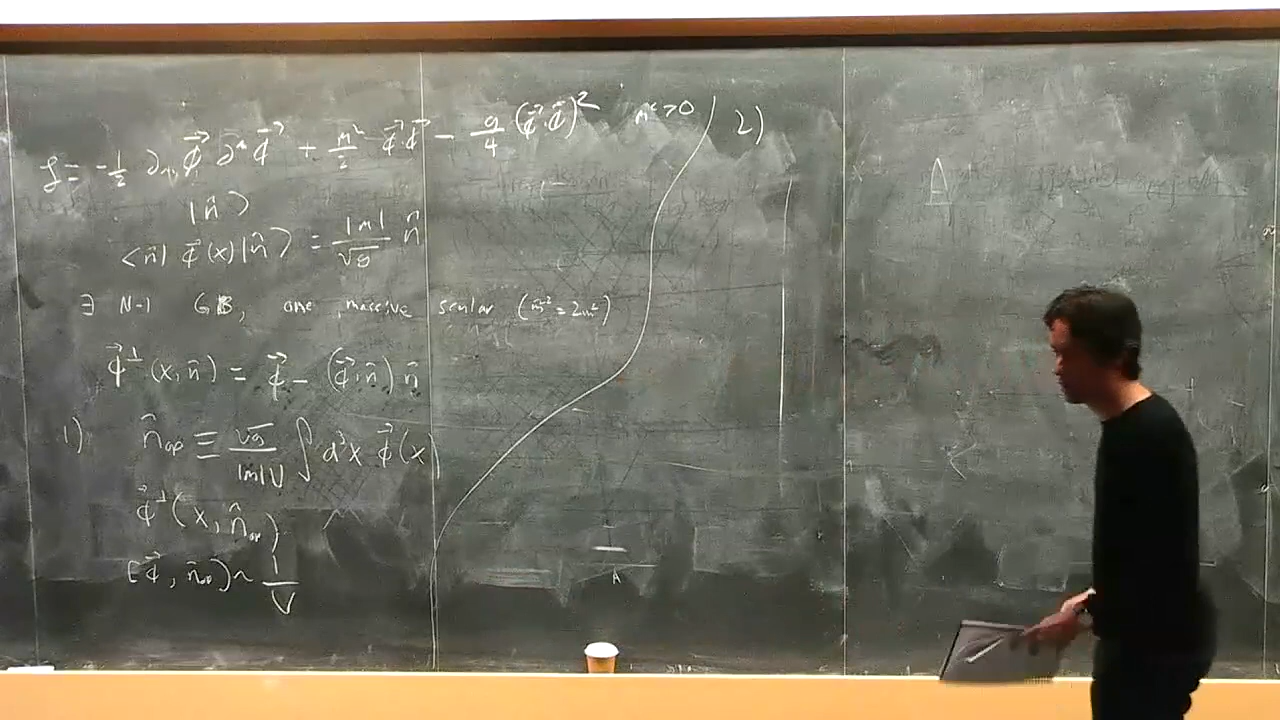 ℒ = -½ ∂_μ φ⃗ ∂^μ φ⃗ + m²/2 φ⃗·φ⃗ - g/4 (φ⃗·φ⃗)² m²>0
|n̂⟩
<n̂| φ⃗(x)|n̂> = |m|/√g n̂
∃ N-1 GB, one massive scalar (m̃²=2m²)
φ⃗^⊥(x,n̂) = φ⃗ - (φ⃗·n̂) n̂
1) n̂_op ≡ √g/(|m|V) ∫ d³x φ⃗(x)
φ⃗^⊥(x, n̂_op)
[φ⃗, n̂_op] ~ 1/V
2)